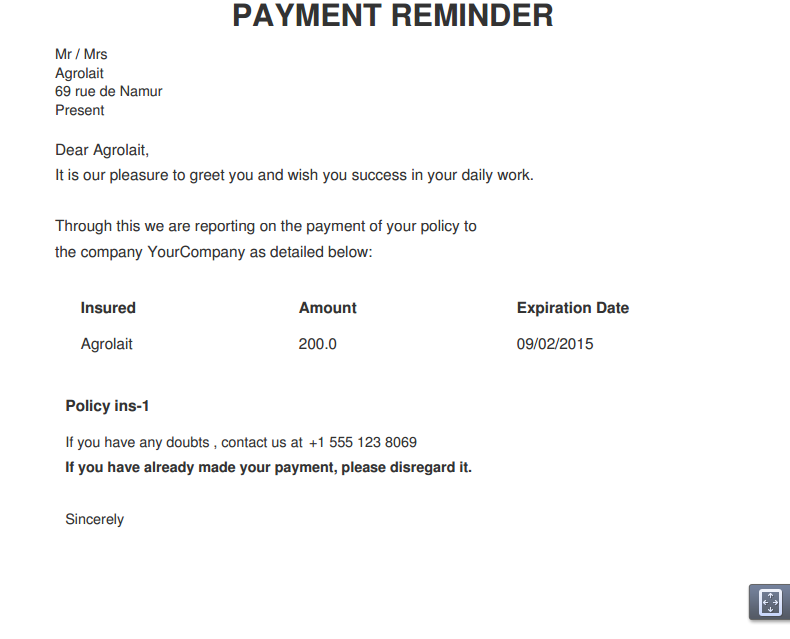 PAYMENT REMINDER
Mr / Mrs
Agrolait
69 rue de Namur
Present
Dear Agrolait,
It is our pleasure to greet you and wish you success in your daily work.
Through this we are reporting on the payment of your policy to
the company YourCompany as detailed below:
Insured Amount Expiration Date
Agrolait 200.0 09/02/2015
Policy ins-1
If you have any doubts , contact us at +1 555 123 8069
If you have already made your payment, please disregard it.
Sincerely